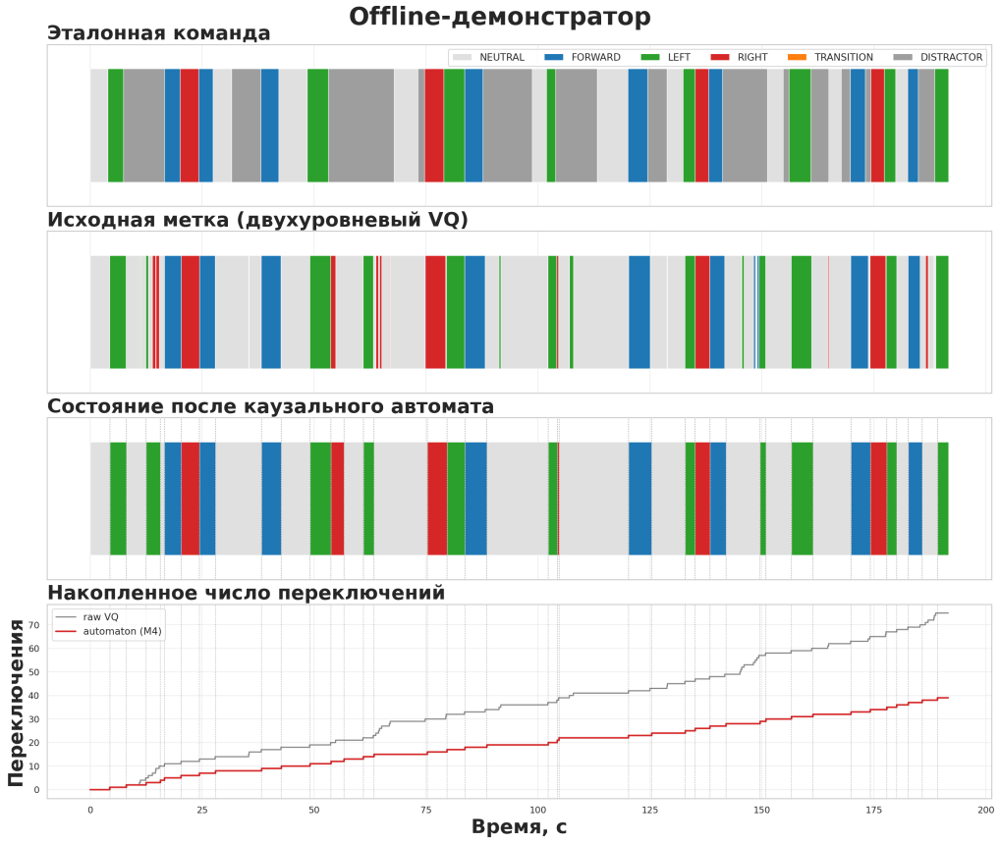 Offline-демонстратор
Эталонная команда
NEUTRAL FORWARD LEFT RIGHT TRANSITION DISTRACTOR
Исходная метка (двухуровневый VQ)
Состояние после каузального автомата
Накопленное число переключений
raw VQ
automaton (M4)
Переключения
70
60
50
40
30
20
10
0
0 25 50 75 100 125 150 175 200
Время, с